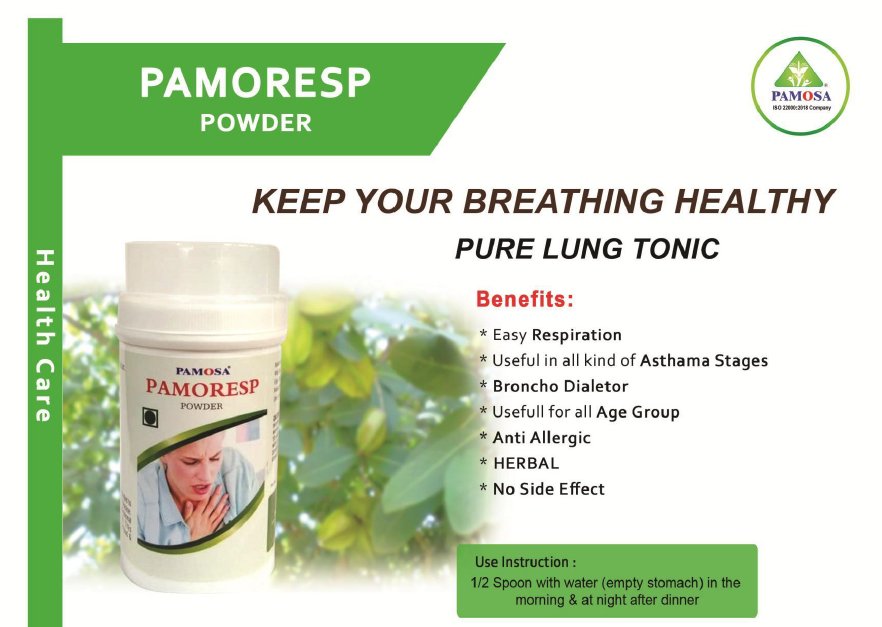 PAMORESP
POWDER
PAMOSA
ISO 22000:2018 Company
KEEP YOUR BREATHING HEALTHY
PURE LUNG TONIC
Health Care
Benefits:
* Easy Respiration
* Useful in all kind of Asthama Stages
* Broncho Dialetor
* Usefull for all Age Group
* Anti Allergic
* HERBAL
* No Side Effect
PAMOSA
PAMORESP
POWDER
Use Instruction :
1/2 Spoon with water (empty stomach) in the
morning & at night after dinner